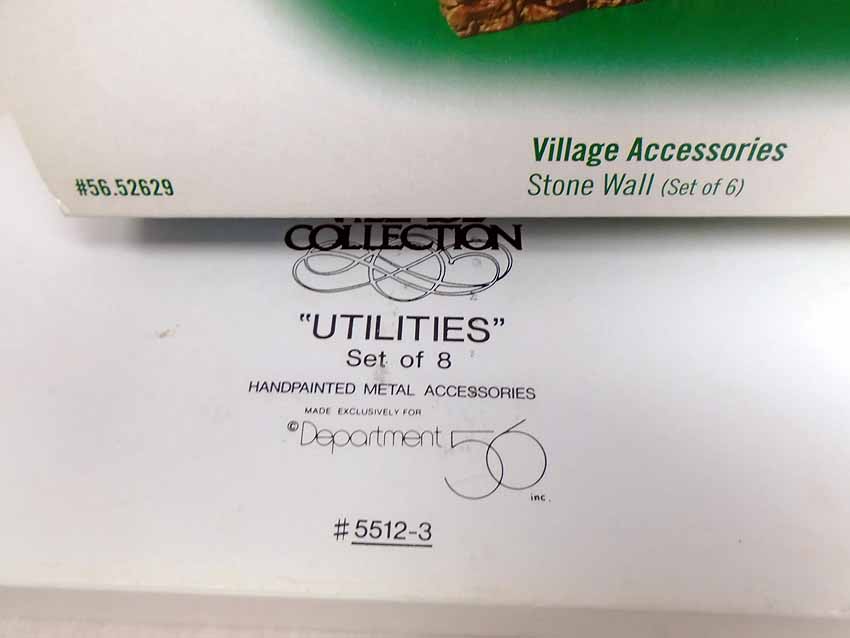 Village Accessories
#56.52629
Stone Wall (Set of 6)
COLLECTION
"UTILITIES"
Set of 8
HANDPAINTED METAL ACCESSORIES
MADE EXCLUSIVELY FOR
©Department 56
inc.
#5512-3